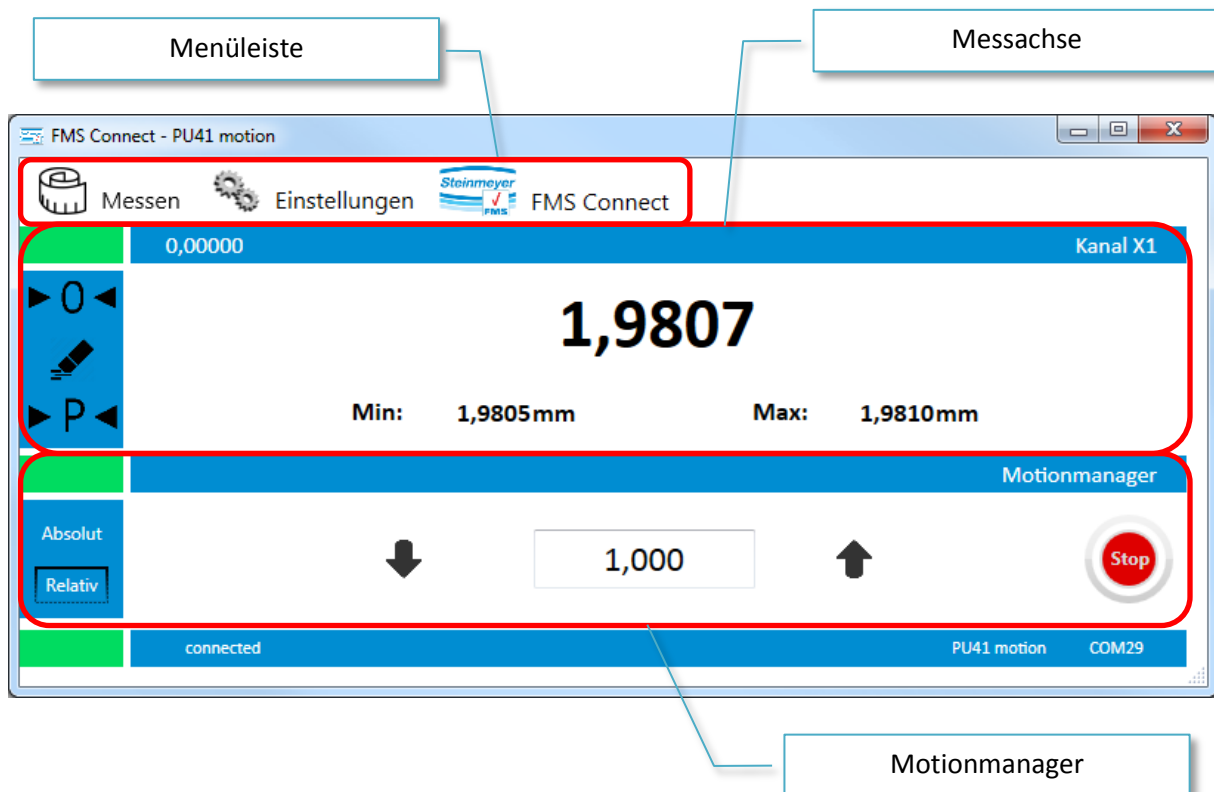 Menüleiste
Messachse
FMS Connect - PU41 motion
Messen Einstellungen Steinmeyer FMS FMS Connect
0,00000 Kanal X1
0
1,9807
P
Min: 1,9805mm Max: 1,9810mm
Motionmanager
Absolut
1,000
Stop
Relativ
connected PU41 motion COM29
Motionmanager